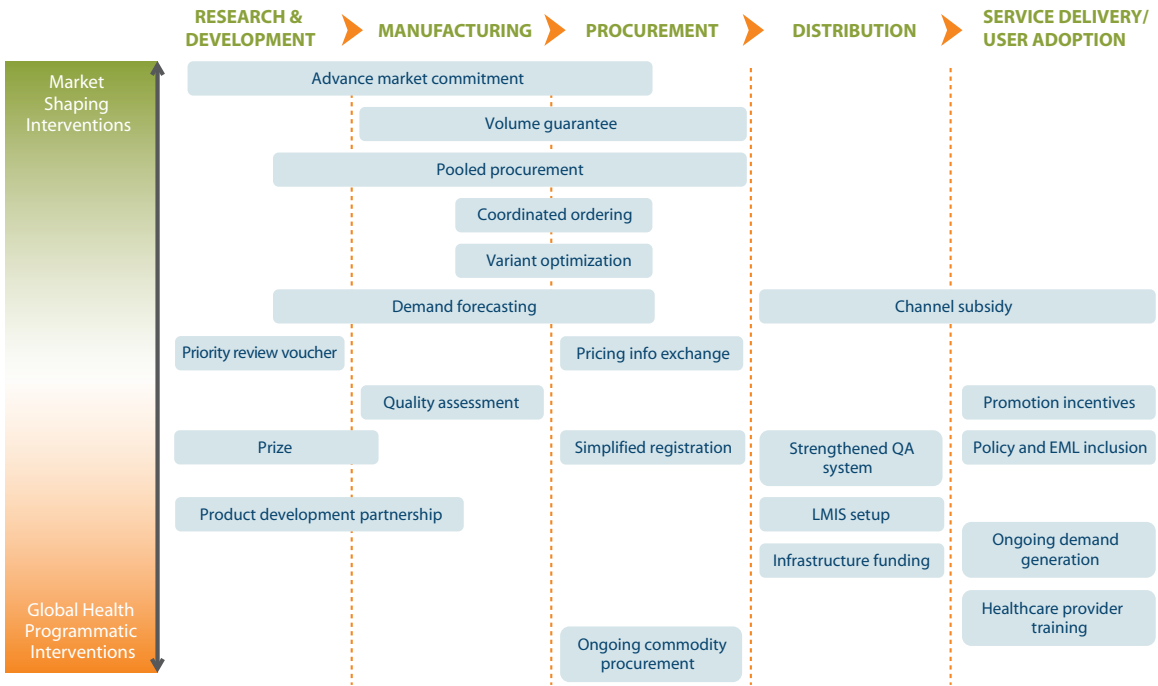 RESEARCH &
DEVELOPMENT
MANUFACTURING
PROCUREMENT
DISTRIBUTION
SERVICE DELIVERY/
USER ADOPTION
Market
Shaping
Interventions
Advance market commitment
Volume guarantee
Pooled procurement
Coordinated ordering
Variant optimization
Demand forecasting
Channel subsidy
Priority review voucher
Pricing info exchange
Quality assessment
Promotion incentives
Prize
Simplified registration
Strengthened QA
system
Policy and EML inclusion
Product development partnership
LMIS setup
Ongoing demand
generation
Infrastructure funding
Global Health
Programmatic
Interventions
Healthcare provider
training
Ongoing commodity
procurement